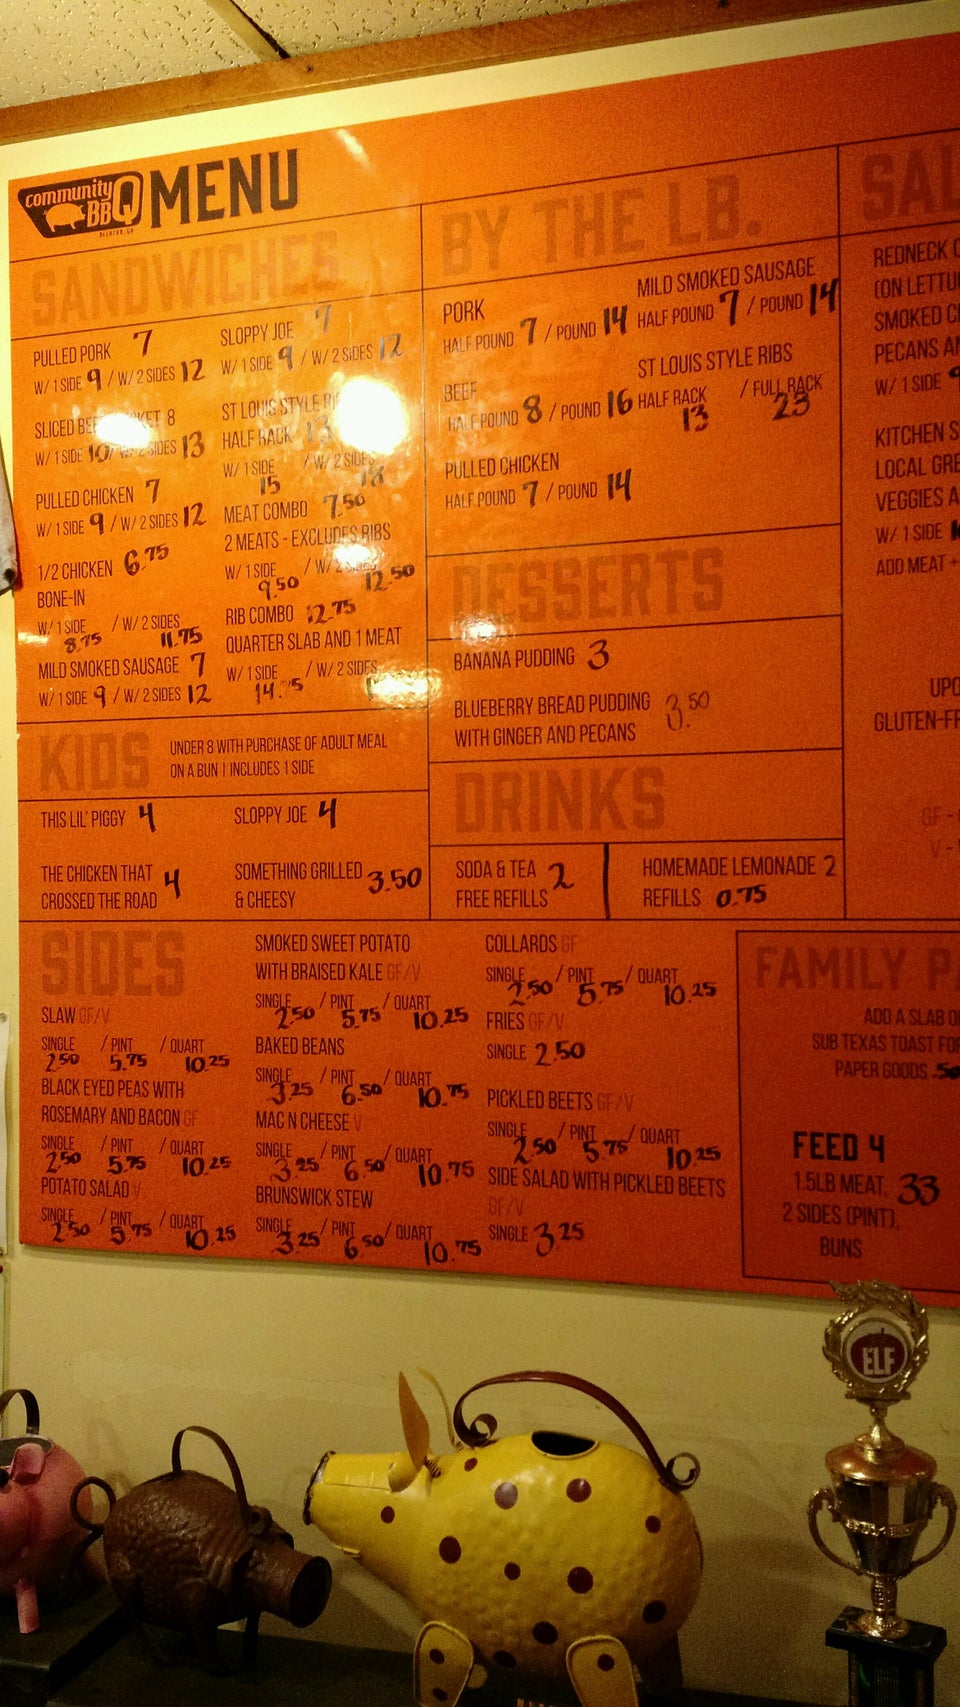 community
BBQ
MENU
SANDWICHES
PULLED PORK 7
W/ 1 SIDE 9 / W/ 2 SIDES 12
SLICED 8
W/ 1 SIDE 10 / W/ 2 SIDES 13
PULLED CHICKEN 7
W/ 1 SIDE 9 / W/ 2 SIDES 12
1/2 CHICKEN 6.75
BONE-IN
W/ 1 SIDE / W/ 2 SIDES
8.75 11.75
MILD SMOKED SAUSAGE 7
W/ 1 SIDE 9 / W/ 2 SIDES 12
SLOPPY JOE 7
W/ 1 SIDE 9 / W/ 2 SIDES 12
ST LOUIS STYLE
HALF RACK 13
W/ 1 SIDE / W/ 2 SIDES
15 18
MEAT COMBO 7.50
2 MEATS - EXCLUDES RIBS
W/ 1 SIDE / W/ 2 SIDES
9.50 12.50
RIB COMBO 12.75
QUARTER SLAB AND 1 MEAT
W/ 1 SIDE / W/ 2 SIDES
14.75
BY THE LB.
PORK
HALF POUND 7 / POUND 14
BEEF
HALF POUND 8 / POUND 16
PULLED CHICKEN
HALF POUND 7 / POUND 14
MILD SMOKED SAUSAGE
HALF POUND 7 / POUND 14
ST LOUIS STYLE RIBS
HALF RACK / FULL RACK
13 23
DESSERTS
BANANA PUDDING 3
BLUEBERRY BREAD PUDDING 3.50
WITH GINGER AND PECANS
DRINKS
SODA & TEA 2
FREE REFILLS
HOMEMADE LEMONADE 2
REFILLS 0.75
REDNECK
SMOKED
PECANS
W/ 1 SIDE
KITCHEN
LOCAL
VEGGIES
W/ 1 SIDE
ADD MEAT +
KIDS
UNDER 8 WITH PURCHASE OF ADULT MEAL
ON A BUN | INCLUDES 1 SIDE
THIS LIL' PIGGY 4
THE CHICKEN THAT
CROSSED THE ROAD 4
SLOPPY JOE 4
SOMETHING GRILLED
& CHEESY 3.50
SIDES
SLAW GF/V
SINGLE / PINT / QUART
2.50 5.75 10.25
BLACK EYED PEAS WITH
ROSEMARY AND BACON GF
SINGLE / PINT / QUART
2.50 5.75 10.25
POTATO SALAD V
SINGLE / PINT / QUART
2.50 5.75 10.25
SMOKED SWEET POTATO
WITH BRAISED KALE GF/V
SINGLE / PINT / QUART
2.50 5.75 10.25
BAKED BEANS
SINGLE / PINT / QUART
3.25 6.50 10.75
MAC N CHEESE V
SINGLE / PINT / QUART
3.25 6.50 10.75
BRUNSWICK STEW
SINGLE / PINT / QUART
3.25 6.50 10.75
COLLARDS GF
SINGLE / PINT / QUART
2.50 5.75 10.25
FRIES GF/V
SINGLE 2.50
PICKLED BEETS GF/V
SINGLE / PINT / QUART
2.50 5.75 10.25
SIDE SALAD WITH PICKLED BEETS
GF/V
SINGLE 3.25
FAMILY
ADD A SLAB
SUB TEXAS TOAST
PAPER GOODS .50
FEED 4
1.5LB MEAT, 33
2 SIDES (PINT),
BUNS
ELF